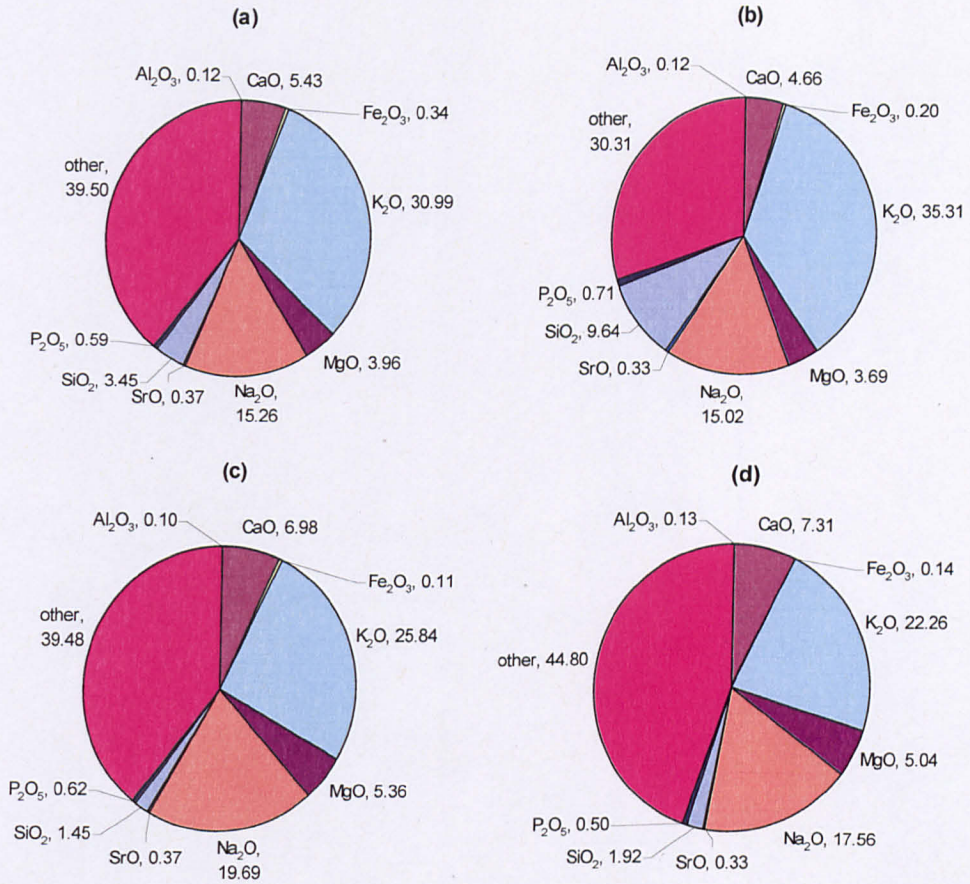 (a)
Al₂O₃, 0.12
CaO, 5.43
Fe₂O₃, 0.34
K₂O, 30.99
MgO, 3.96
Na₂O,
15.26
SrO, 0.37
SiO₂, 3.45
P₂O₅, 0.59
other,
39.50
(b)
Al₂O₃, 0.12
CaO, 4.66
Fe₂O₃, 0.20
K₂O, 35.31
MgO, 3.69
Na₂O,
15.02
SrO, 0.33
SiO₂, 9.64
P₂O₅, 0.71
other,
30.31
(c)
Al₂O₃, 0.10
CaO, 6.98
Fe₂O₃, 0.11
K₂O, 25.84
MgO, 5.36
Na₂O,
19.69
SrO, 0.37
SiO₂, 1.45
P₂O₅, 0.62
other,
39.48
(d)
Al₂O₃, 0.13
CaO, 7.31
Fe₂O₃, 0.14
K₂O, 22.26
MgO, 5.04
Na₂O, 17.56
SrO, 0.33
SiO₂, 1.92
P₂O₅, 0.50
other, 44.80